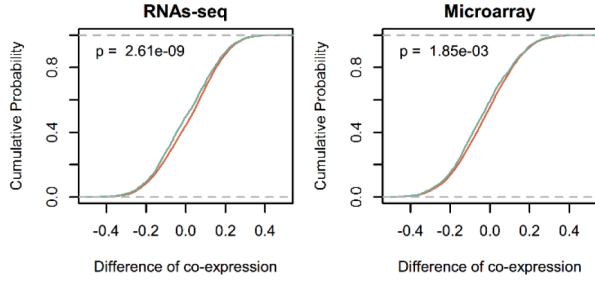 RNAs-seq
p = 2.61e-09
Cumulative Probability
0.8
0.4
0.0
-0.4 -0.2 0.0 0.2 0.4
Difference of co-expression
Microarray
p = 1.85e-03
Cumulative Probability
0.8
0.4
0.0
-0.4 -0.2 0.0 0.2 0.4
Difference of co-expression